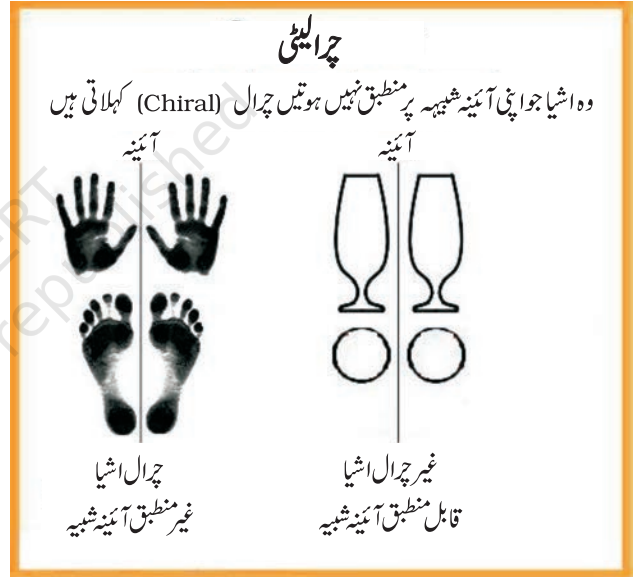 چرالیٹی
وہ اشیا جو اپنی آئینہ شبیہہ پر منطبق نہیں ہوتیں چرال (Chiral) کہلاتی ہیں
آئینہ
آئینہ
غیر چرال اشیا
قابل منطبق آئینہ شبیہ
چرال اشیا
غیر منطبق آئینہ شبیہ